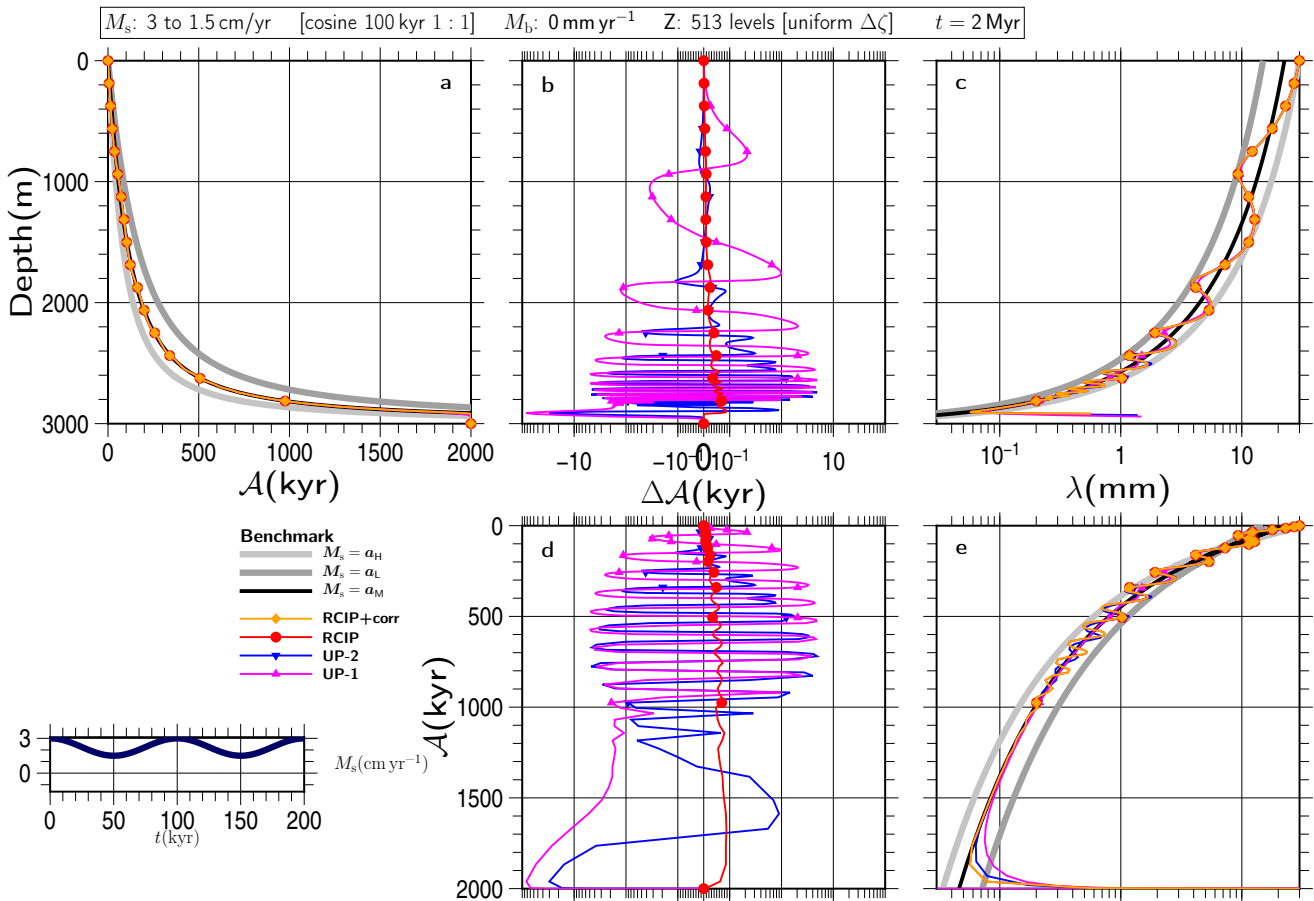 Mₛ: 3 to 1.5 cm/yr [cosine 100 kyr 1 : 1] M_b: 0 mm yr⁻¹ Z: 513 levels [uniform Δζ] t = 2 Myr
a b c
0
1000
2000
3000
Depth(m)
0 500 1000 1500 2000
𝒜(kyr)
−10 −10⁻¹ 0 10⁻¹ 10
Δ𝒜(kyr)
10⁻¹ 1 10
λ(mm)
Benchmark
Mₛ = a_H
Mₛ = a_L
Mₛ = a_M
RCIP+corr
RCIP
UP-2
UP-1
3
0
Mₛ(cm yr⁻¹)
0 50 100 150 200
t(kyr)
d e
0
500
1000
1500
2000
𝒜(kyr)